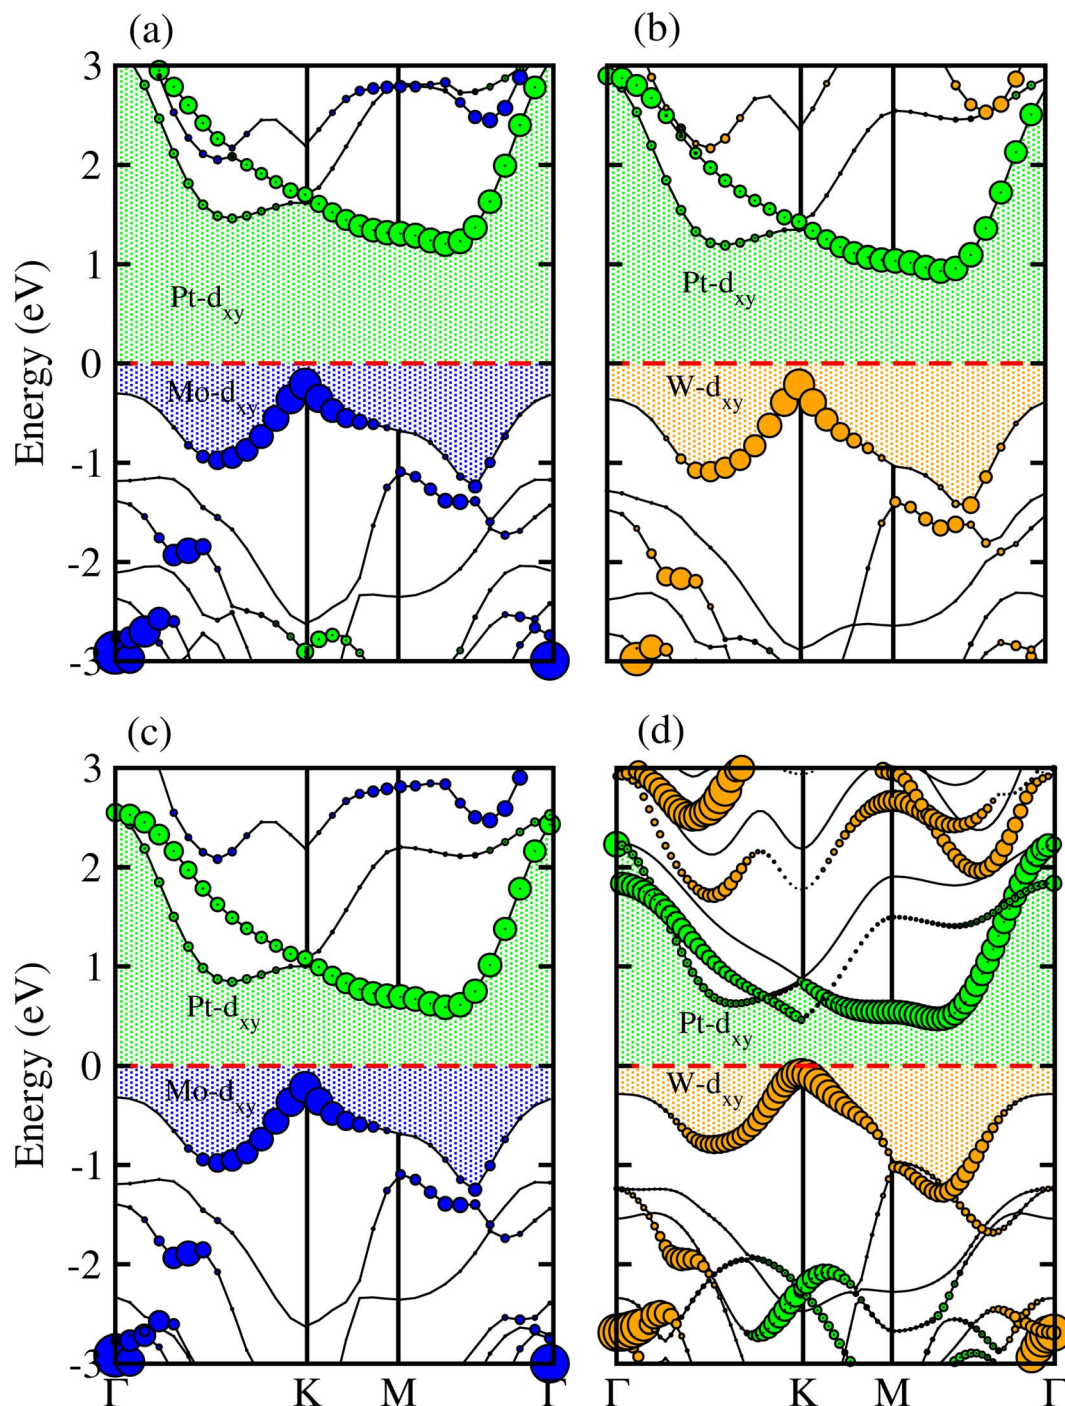 (a)
(b)
3
2
1
0
-1
-2
-3
Energy (eV)
Pt-dxy
Mo-dxy
Pt-dxy
W-dxy
(c)
(d)
3
2
1
0
-1
-2
-3
Energy (eV)
Pt-dxy
Mo-dxy
Pt-dxy
W-dxy
Γ K M Γ
Γ K M Γ